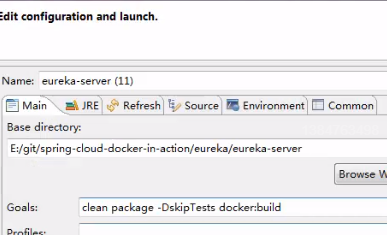 Edit configuration and launch.
Name: eureka-server (11)
Main JRE Refresh Source Environment Common
Base directory:
E:/git/spring-cloud-docker-in-action/eureka/eureka-server
Browse W
Goals: clean package -DskipTests docker:build
Profiles: